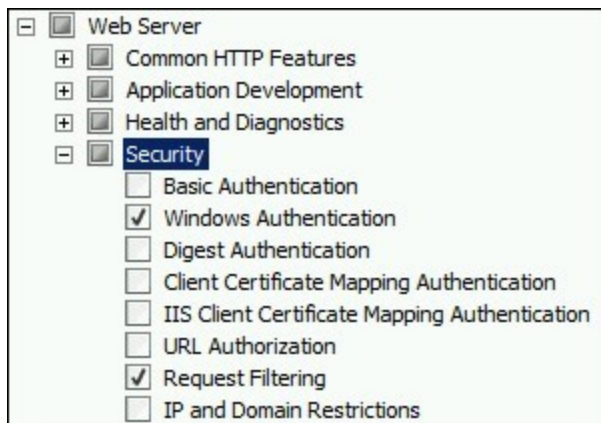 Web Server
Common HTTP Features
Application Development
Health and Diagnostics
Security
Basic Authentication
Windows Authentication
Digest Authentication
Client Certificate Mapping Authentication
IIS Client Certificate Mapping Authentication
URL Authorization
Request Filtering
IP and Domain Restrictions